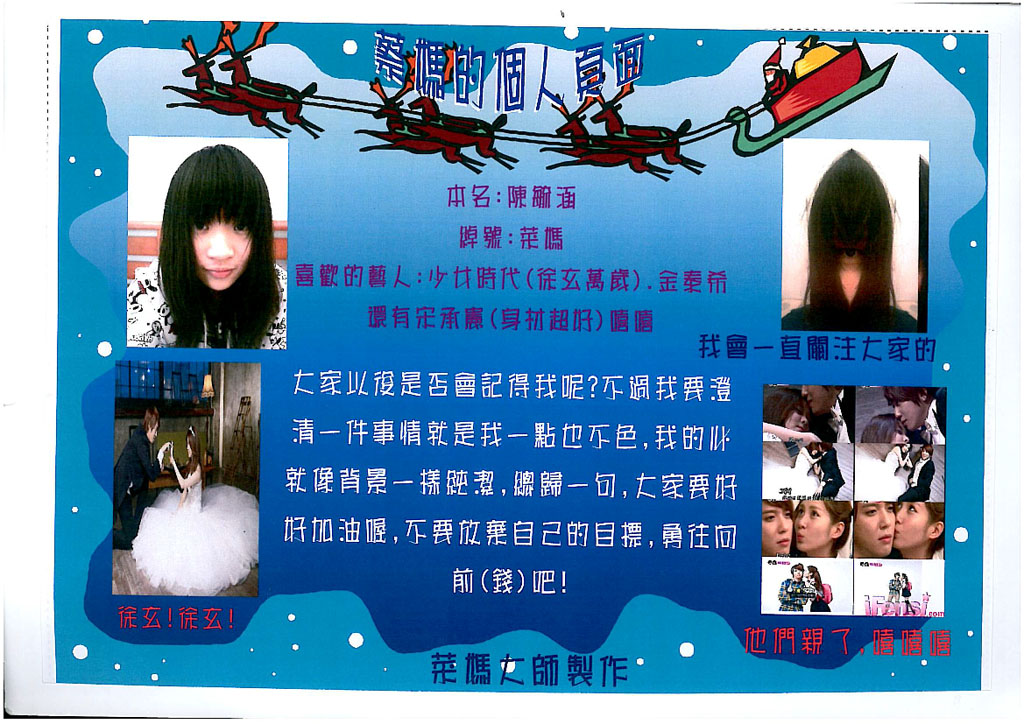 蔡媽的個人頁面
本名:陳毓涵
綽號:菜媽
喜歡的藝人:少女時代(徐玄萬歲).金泰希
還有宋承憲(身材超好)嘻嘻
我會一直關注大家的
大家以後是否會記得我呢?不過我要澄
清一件事情就是我一點也不色,我的心
就像背景一樣純潔,總歸一句,大家要好
好加油喔,不要放棄自己的目標,勇往向
前(錢)吧!
徐玄!徐玄!
iFensi.com
他們親了,嘻嘻嘻
菜媽大師製作